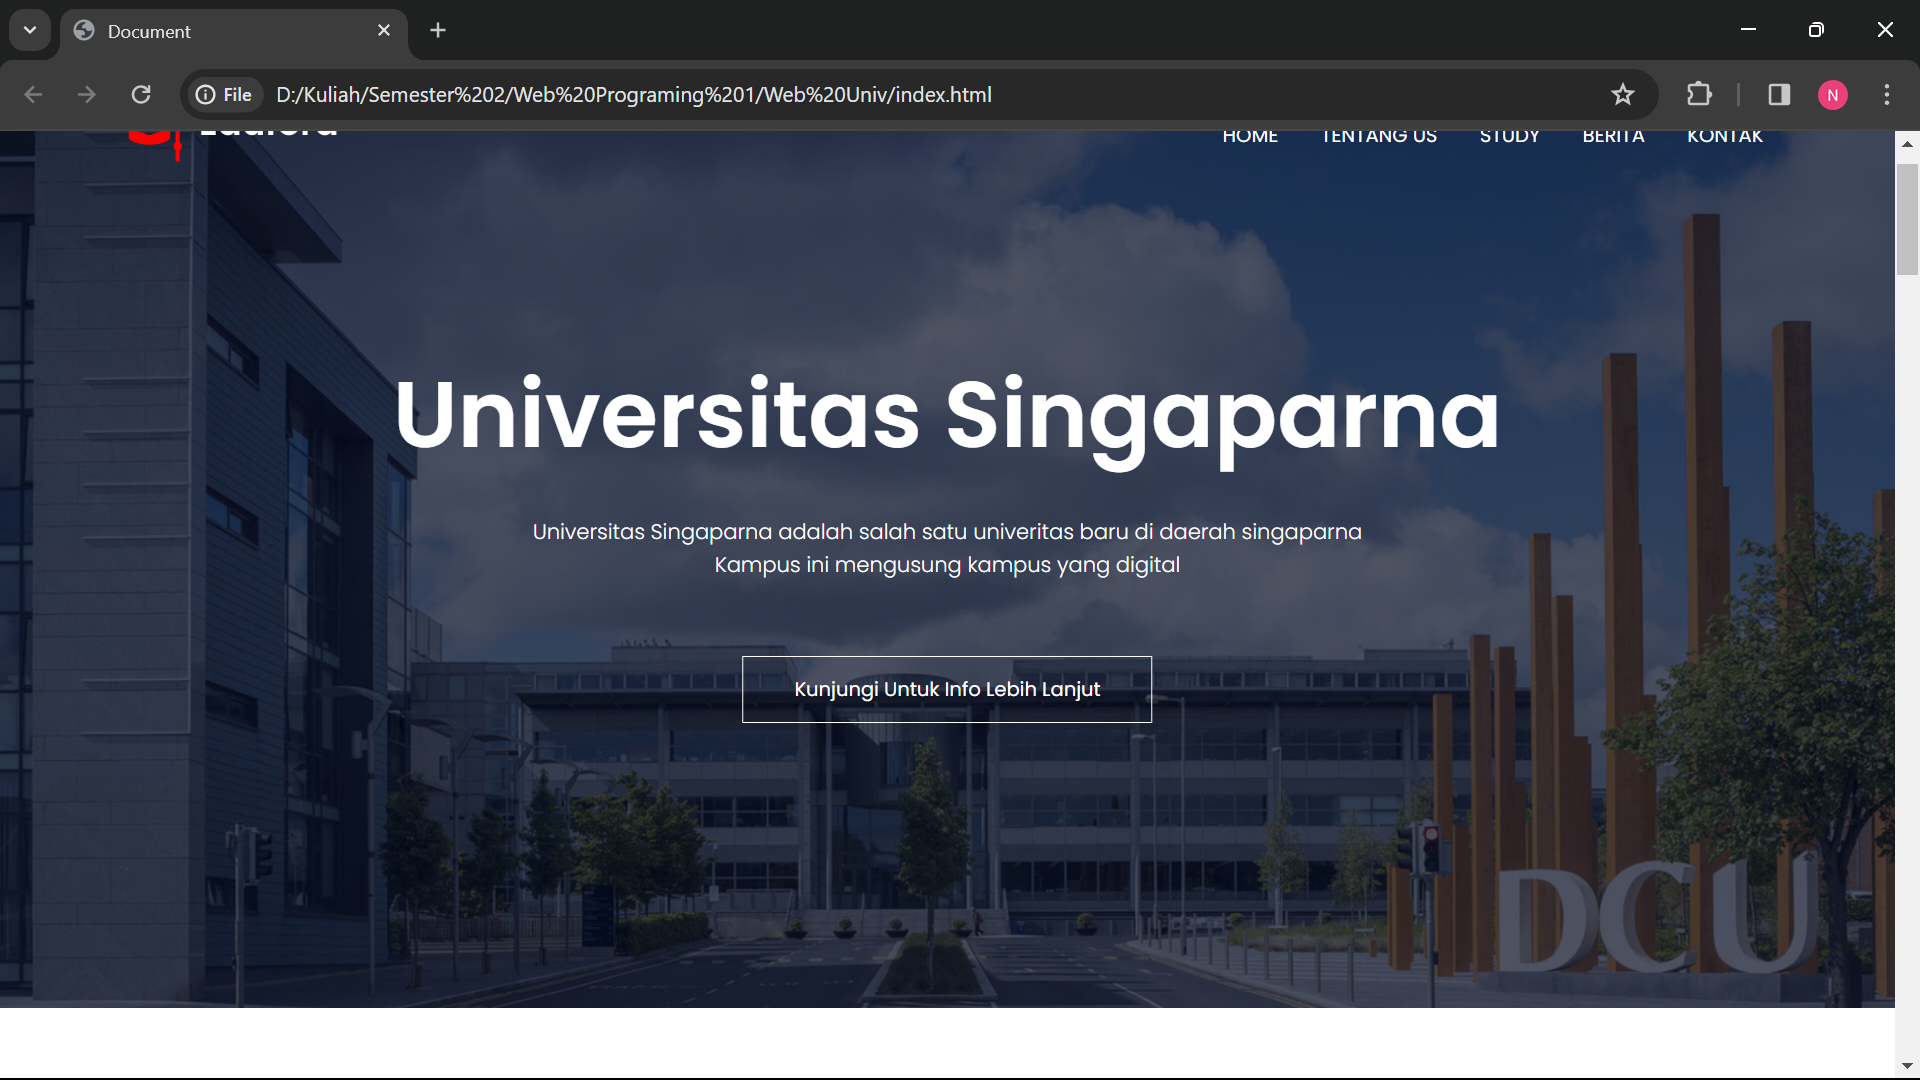 Document
File
D:/Kuliah/Semester%202/Web%20Programing%201/Web%20Univ/index.html
N
HOME TENTANG US STUDY BERITA KONTAK
Universitas Singaparna
Universitas Singaparna adalah salah satu univeritas baru di daerah singaparna
Kampus ini mengusung kampus yang digital
Kunjungi Untuk Info Lebih Lanjut
DCU